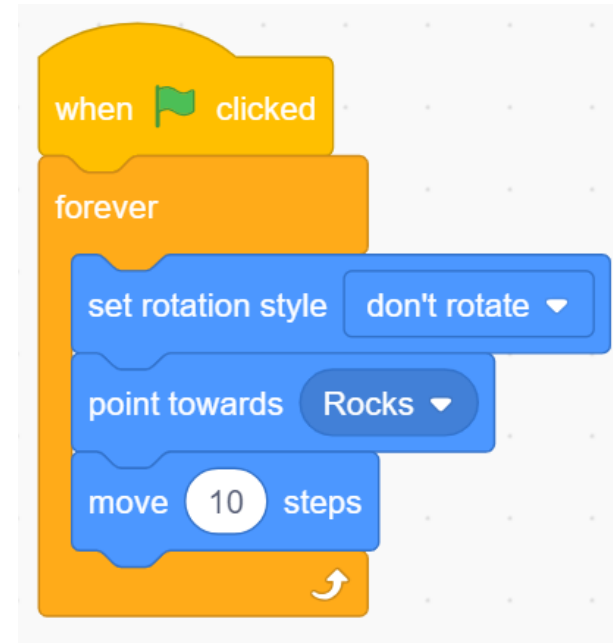 when clicked
forever
set rotation style don't rotate
point towards Rocks
move 10 steps